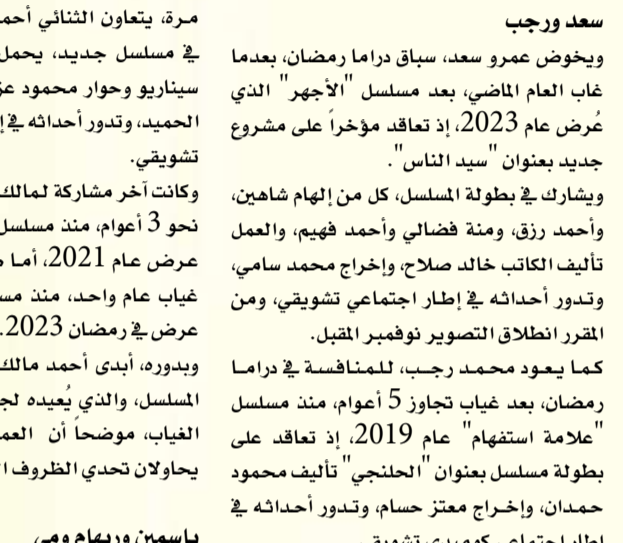 سعد ورجب
ويخوض عمرو سعد، سباق دراما رمضان، بعدما
غاب العام الماضي، بعد مسلسل "الأجهر" الذي
عُرض عام 2023، إذ تعاقد مؤخراً على مشروع
جديد بعنوان "سيد الناس".
ويشارك في بطولة المسلسل، كل من إلهام شاهين،
وأحمد رزق، ومنة فضالي وأحمد فهيم، والعمل
تأليف الكاتب خالد صلاح، وإخراج محمد سامي،
وتدور أحداثه في إطار اجتماعي تشويقي، ومن
المقرر انطلاق التصوير نوفمبر المقبل.
كما يعود محمد رجب، للمنافسة في دراما
رمضان، بعد غياب تجاوز 5 أعوام، منذ مسلسل
"علامة استفهام" عام 2019، إذ تعاقد على
بطولة مسلسل بعنوان "الحلنجي" تأليف محمود
حمدان، وإخراج معتز حسام، وتدور أحداثه في
إطار اجتماعي كوميدي تشويقي
مرة، يتعاون الثنائي
في مسلسل جديد، يحمل
سيناريو وحوار محمود
الحميد، وتدور أحداثه في
تشويقي.
وكانت آخر مشاركة لمالك
نحو 3 أعوام، منذ مسلسل
عرض عام 2021، أما
غياب عام واحد، منذ
عرض في رمضان 2023.
وبدوره، أبدى أحمد مالك
المسلسل، والذي يُعيده
الغياب، موضحاً أن
يحاولان تحدي الظروف
ياسمين وريهام ومي